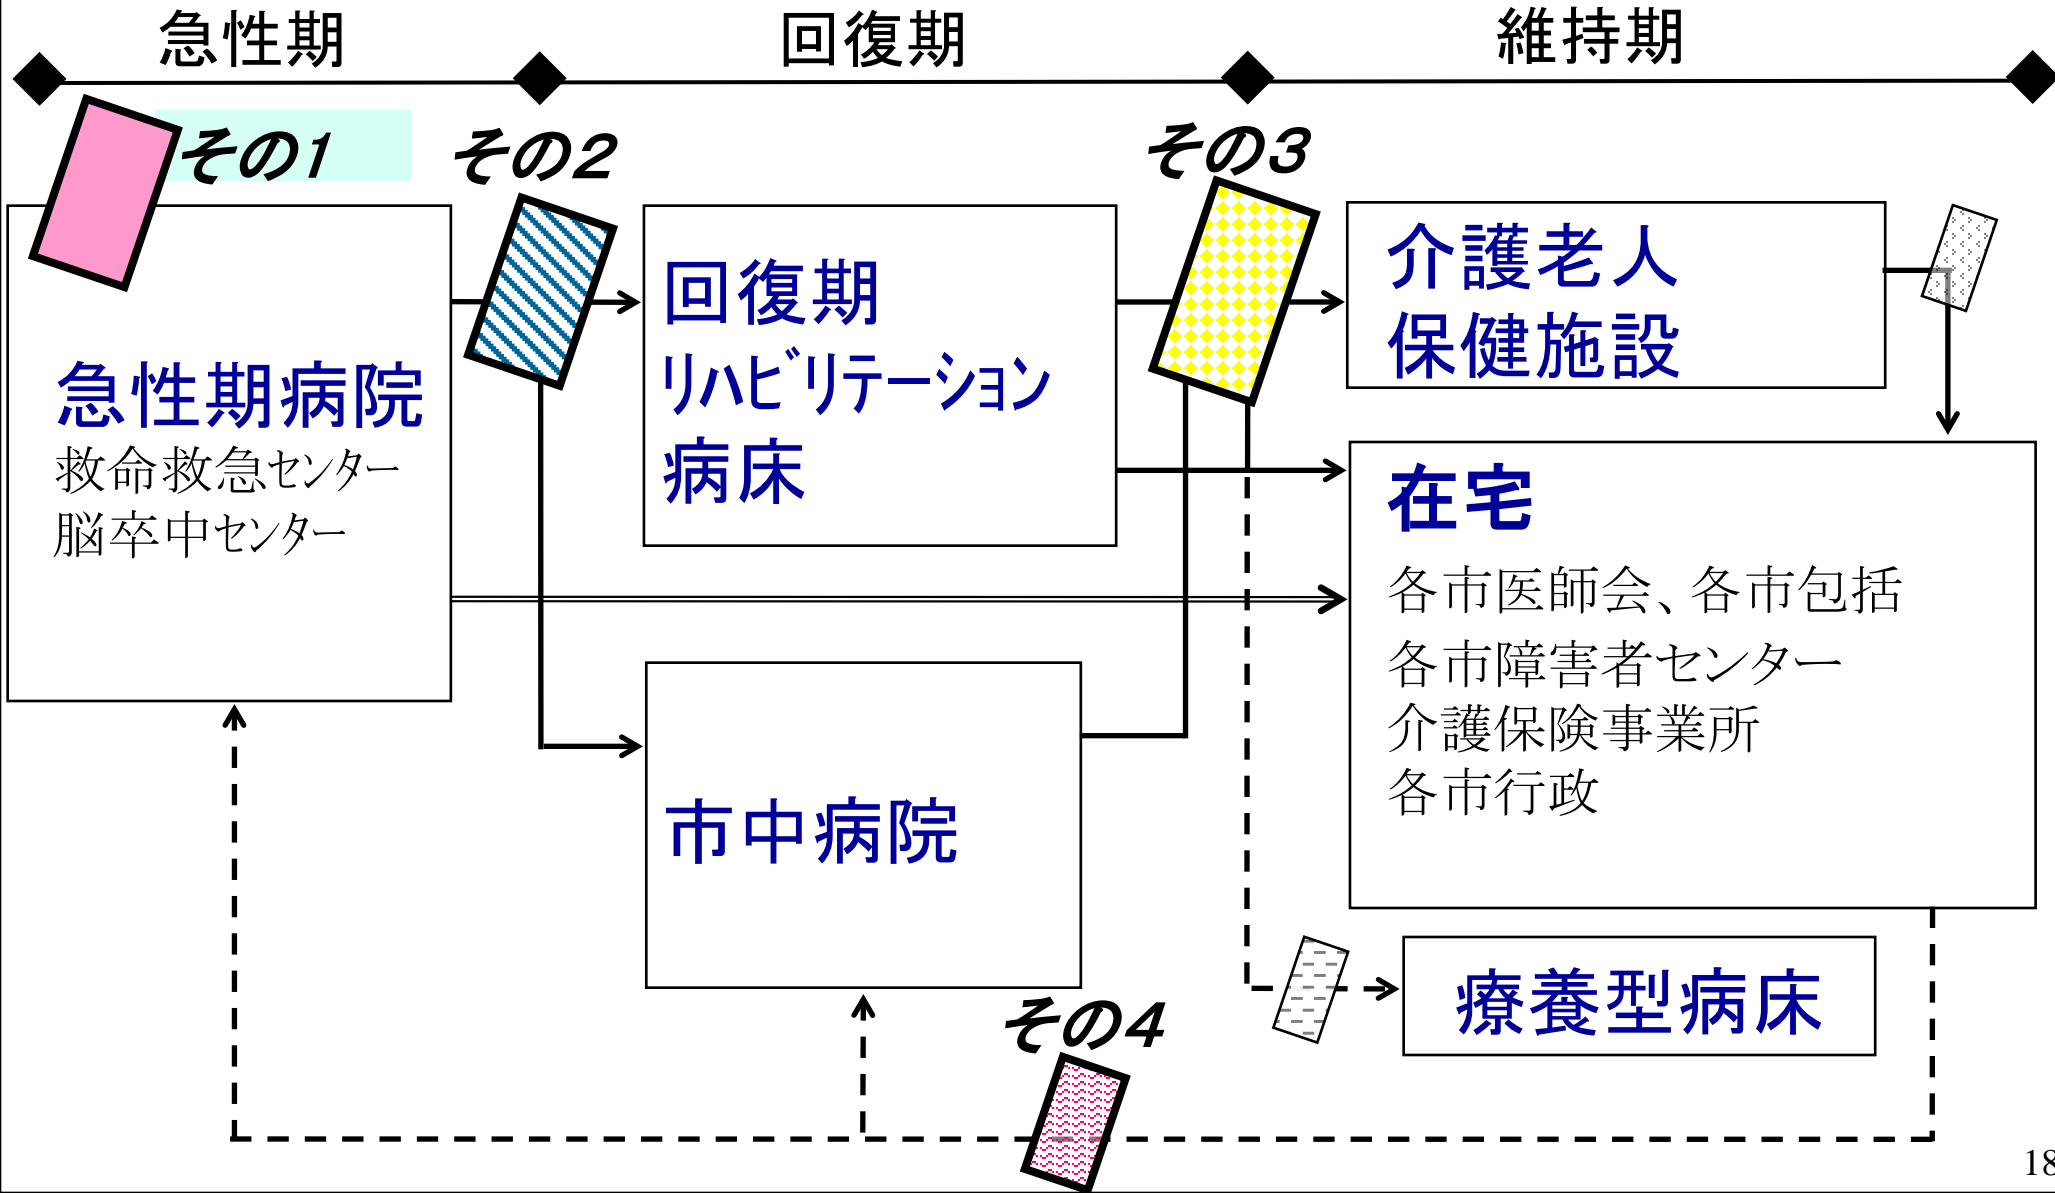 急性期
回復期
維持期
その1
その2
その3
急性期病院
救命救急センター
脳卒中センター
回復期
リハビリテーション
病床
介護老人
保健施設
在宅
各市医師会、各市包括
各市障害者センター
介護保険事業所
各市行政
市中病院
その4
療養型病床
18